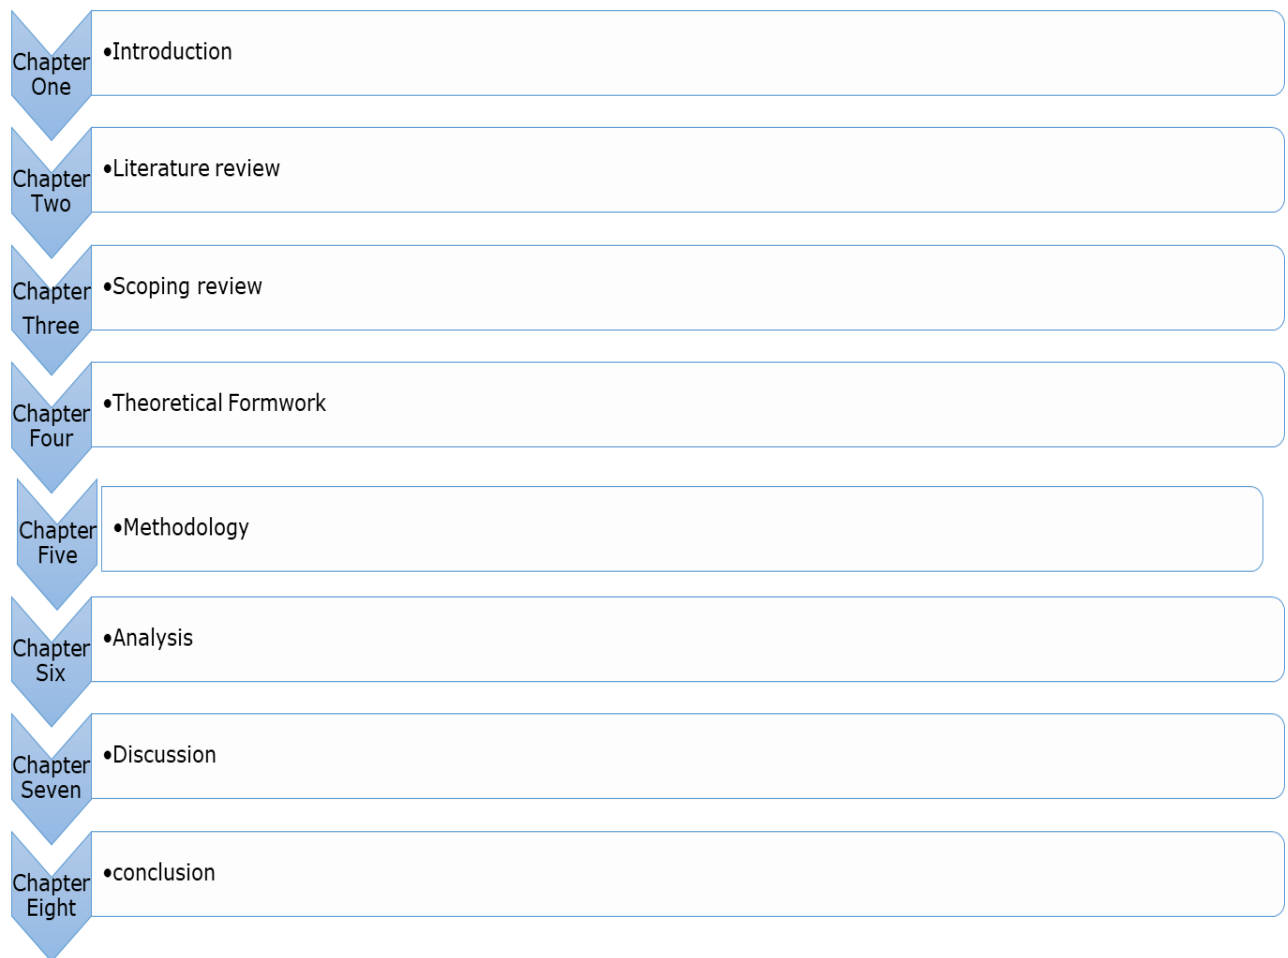 Chapter
One
•Introduction
Chapter
Two
•Literature review
Chapter
Three
•Scoping review
Chapter
Four
•Theoretical Formwork
Chapter
Five
•Methodology
Chapter
Six
•Analysis
Chapter
Seven
•Discussion
Chapter
Eight
•conclusion